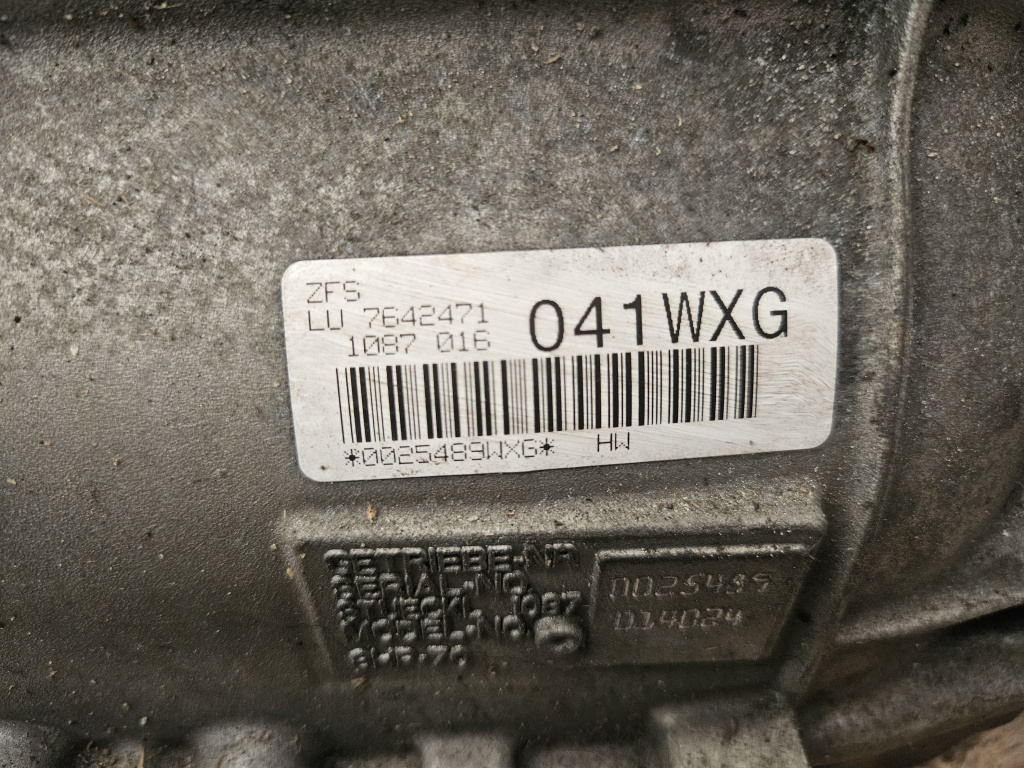 ZFS
LU 7642471
1087 016
041WXG
*0025489WXG* HW
GETRIEBE-NR
SERIAL-NO.
STUECKL. 1087
MODEL-NO.
0025489
014024